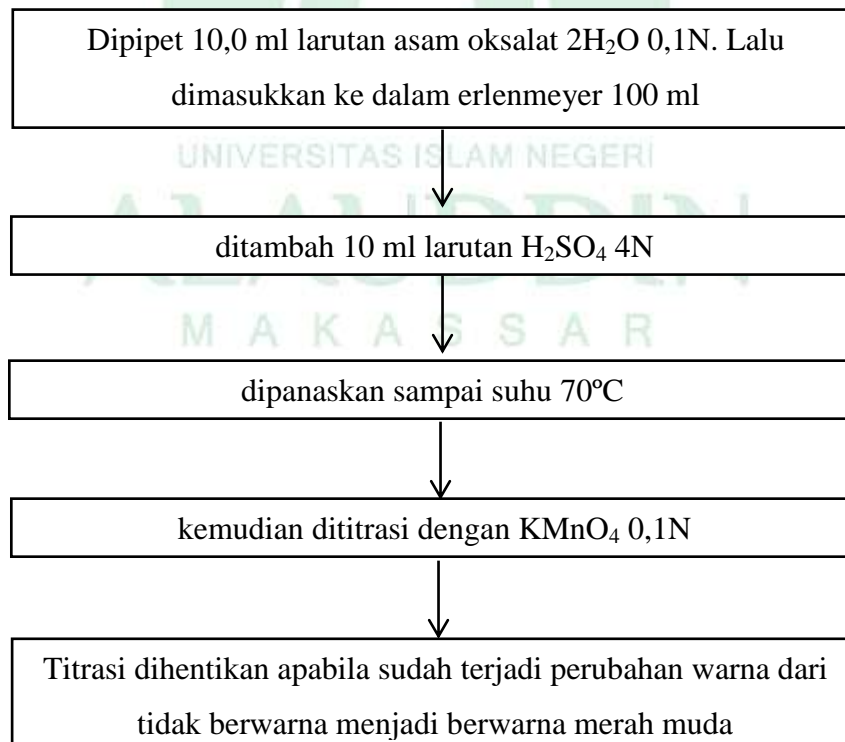 Dipipet 10,0 ml larutan asam oksalat 2H₂O 0,1N. Lalu
dimasukkan ke dalam erlenmeyer 100 ml
UNIVERSITAS ISLAM NEGERI
ALAUDDIN
ditambah 10 ml larutan H₂SO₄ 4N
MAKASSAR
dipanaskan sampai suhu 70ºC
kemudian dititrasi dengan KMnO₄ 0,1N
Titrasi dihentikan apabila sudah terjadi perubahan warna dari
tidak berwarna menjadi berwarna merah muda